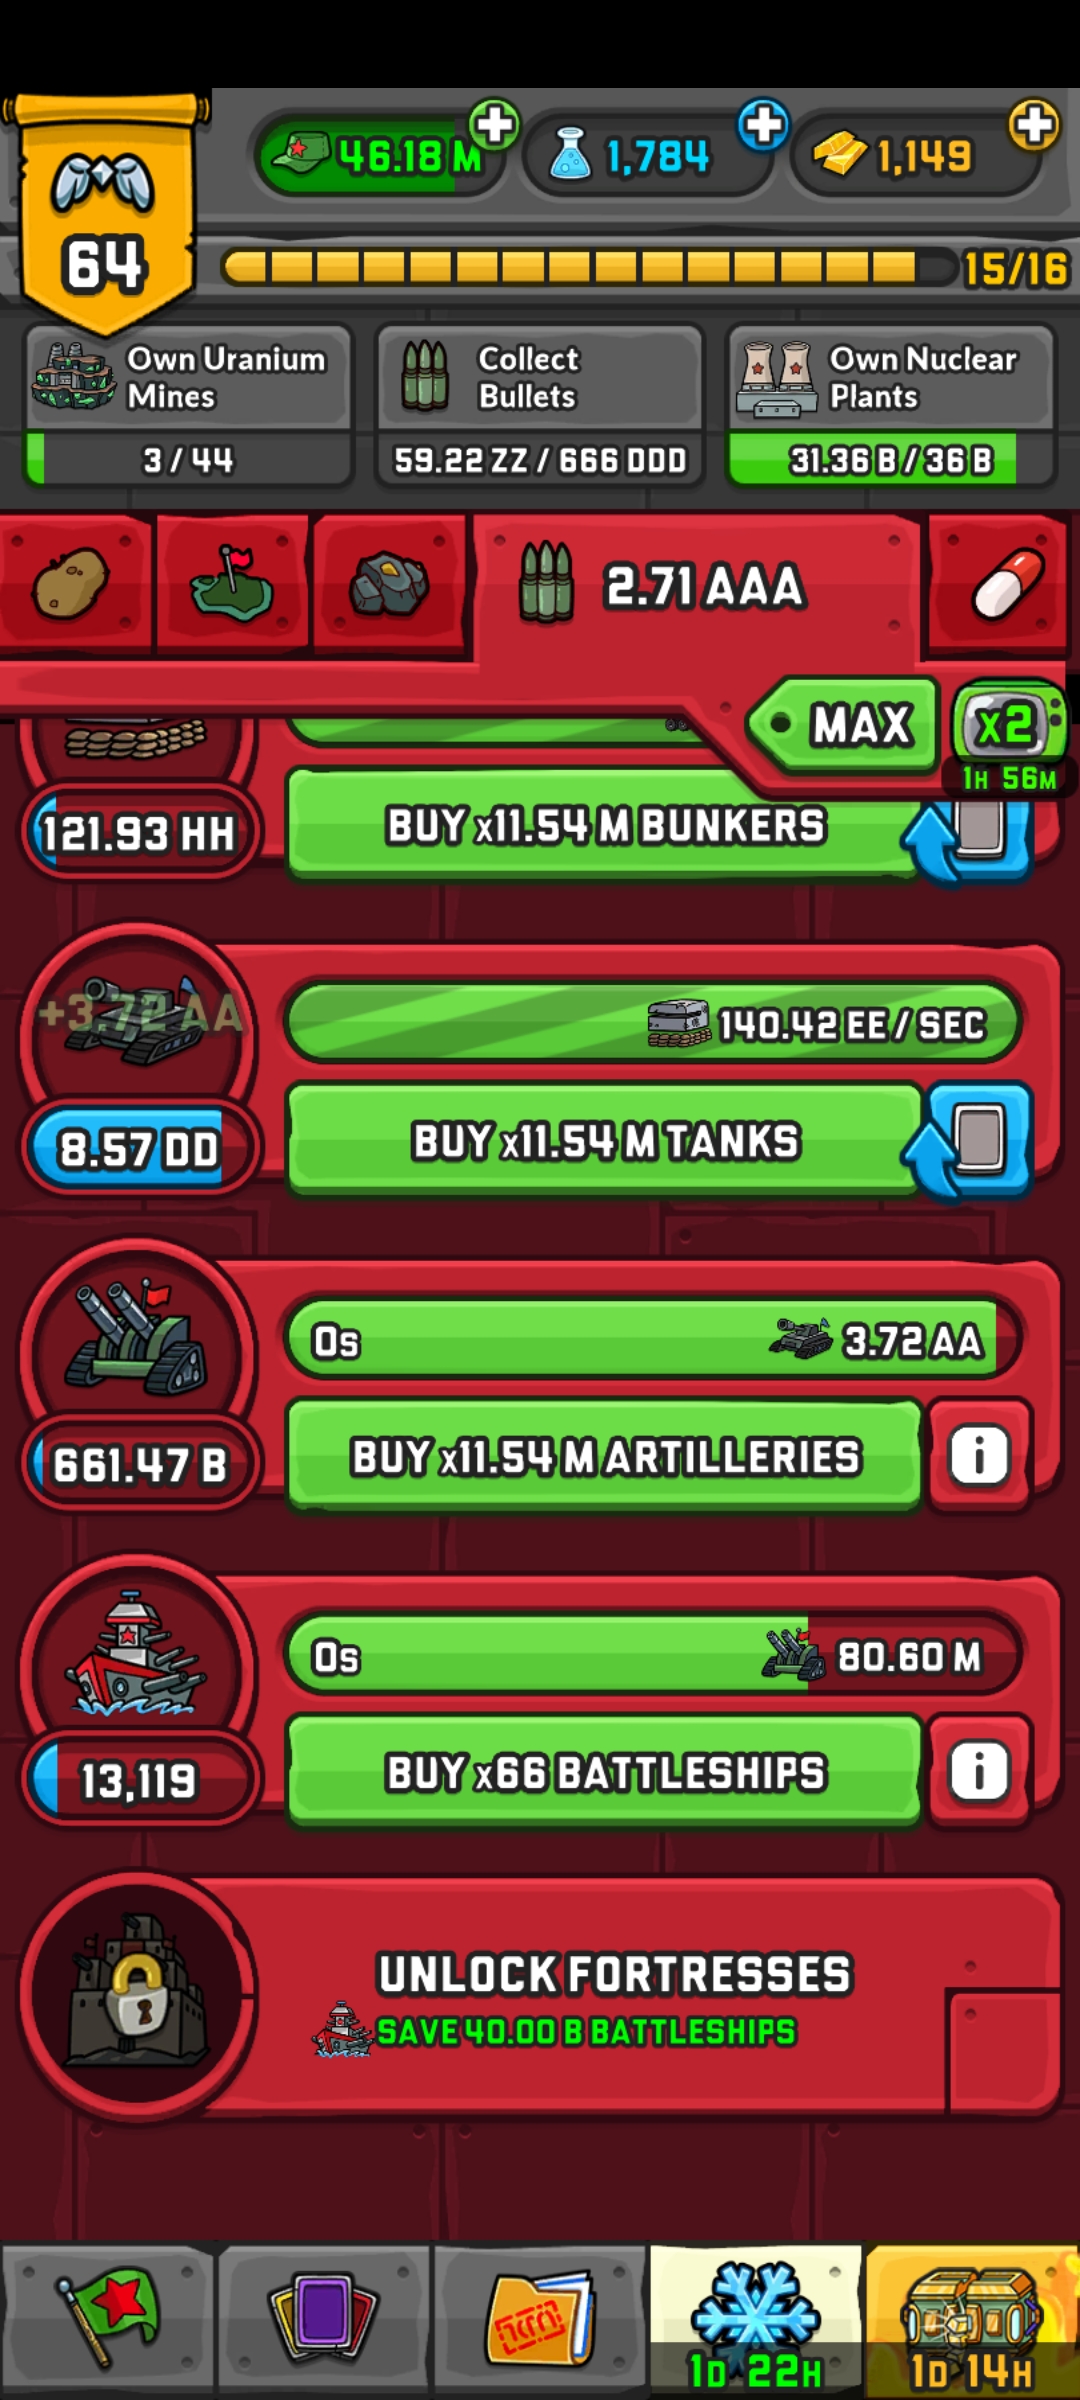 64
46.18 M
1,784
1,149
15/16
Own Uranium
Mines
3 / 44
Collect
Bullets
59.22 ZZ / 666 DDD
Own Nuclear
Plants
31.36 B / 36 B
2.71 AAA
MAX
x2
1H 56M
121.93 HH
BUY x11.54 M BUNKERS
+3.72 AA
140.42 EE / SEC
8.57 DD
BUY x11.54 M TANKS
0s
3.72 AA
661.47 B
BUY x11.54 M ARTILLERIES
i
0s
80.60 M
13,119
BUY x66 BATTLESHIPS
i
UNLOCK FORTRESSES
SAVE 40.00 B BATTLESHIPS
1D 22H
1D 14H